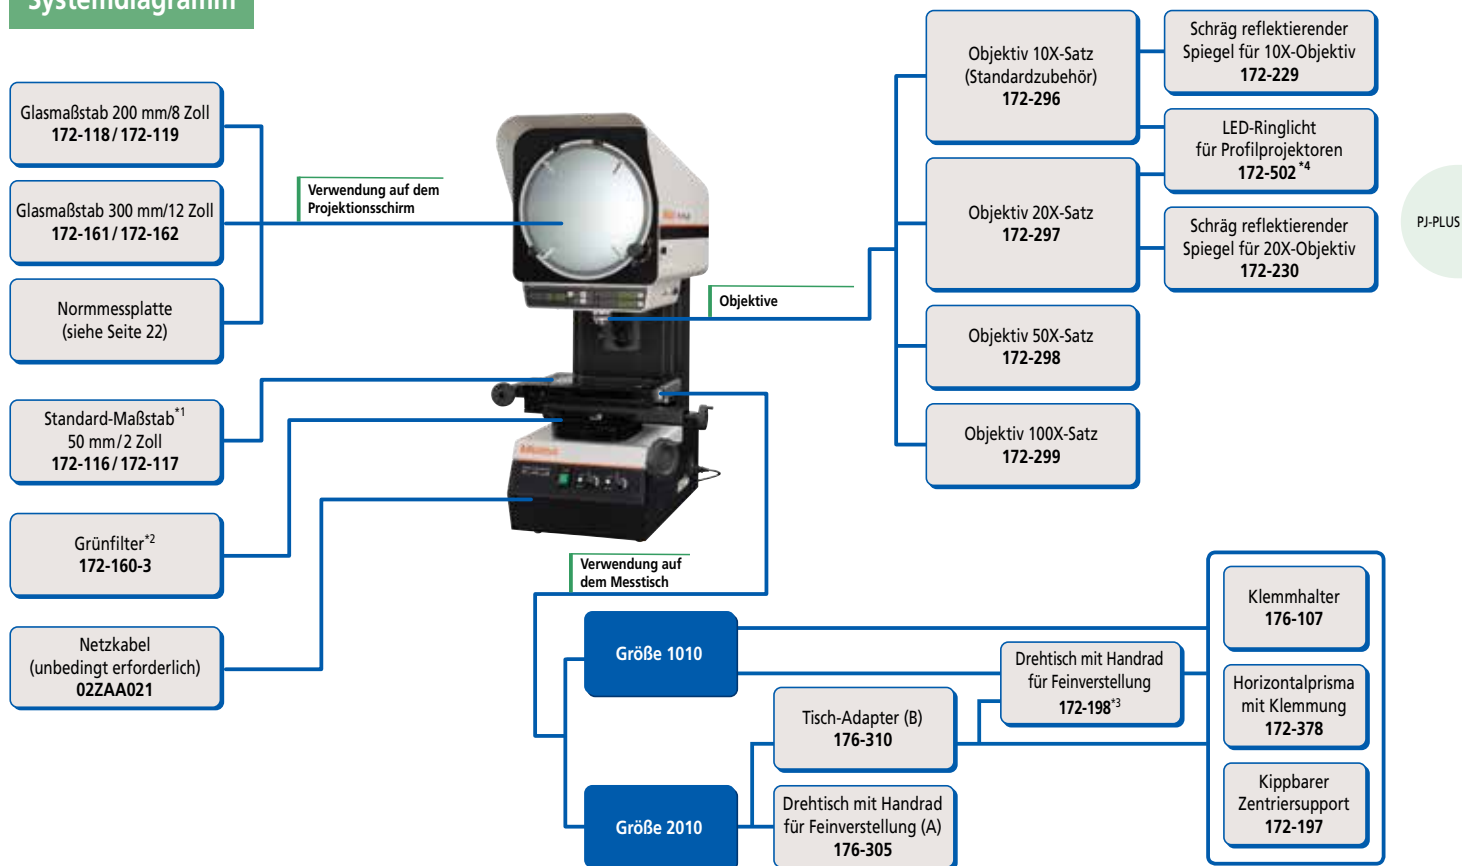 Systemdiagramm
Glasmaßstab 200 mm/8 Zoll
172-118 / 172-119
Glasmaßstab 300 mm/12 Zoll
172-161 / 172-162
Normmessplatte
(siehe Seite 22)
Standard-Maßstab*1
50 mm/2 Zoll
172-116 / 172-117
Grünfilter*2
172-160-3
Netzkabel
(unbedingt erforderlich)
02ZAA021
Verwendung auf dem
Projektionsschirm
Objektive
Objektiv 10X-Satz
(Standardzubehör)
172-296
Objektiv 20X-Satz
172-297
Objektiv 50X-Satz
172-298
Objektiv 100X-Satz
172-299
Schräg reflektierender
Spiegel für 10X-Objektiv
172-229
LED-Ringlicht
für Profilprojektoren
172-502*4
Schräg reflektierender
Spiegel für 20X-Objektiv
172-230
PJ-PLUS
Verwendung auf
dem Messtisch
Größe 1010
Größe 2010
Tisch-Adapter (B)
176-310
Drehtisch mit Handrad
für Feinverstellung (A)
176-305
Drehtisch mit Handrad
für Feinverstellung
172-198*3
Klemmhalter
176-107
Horizontalprisma
mit Klemmung
172-378
Kippbarer
Zentriersupport
172-197